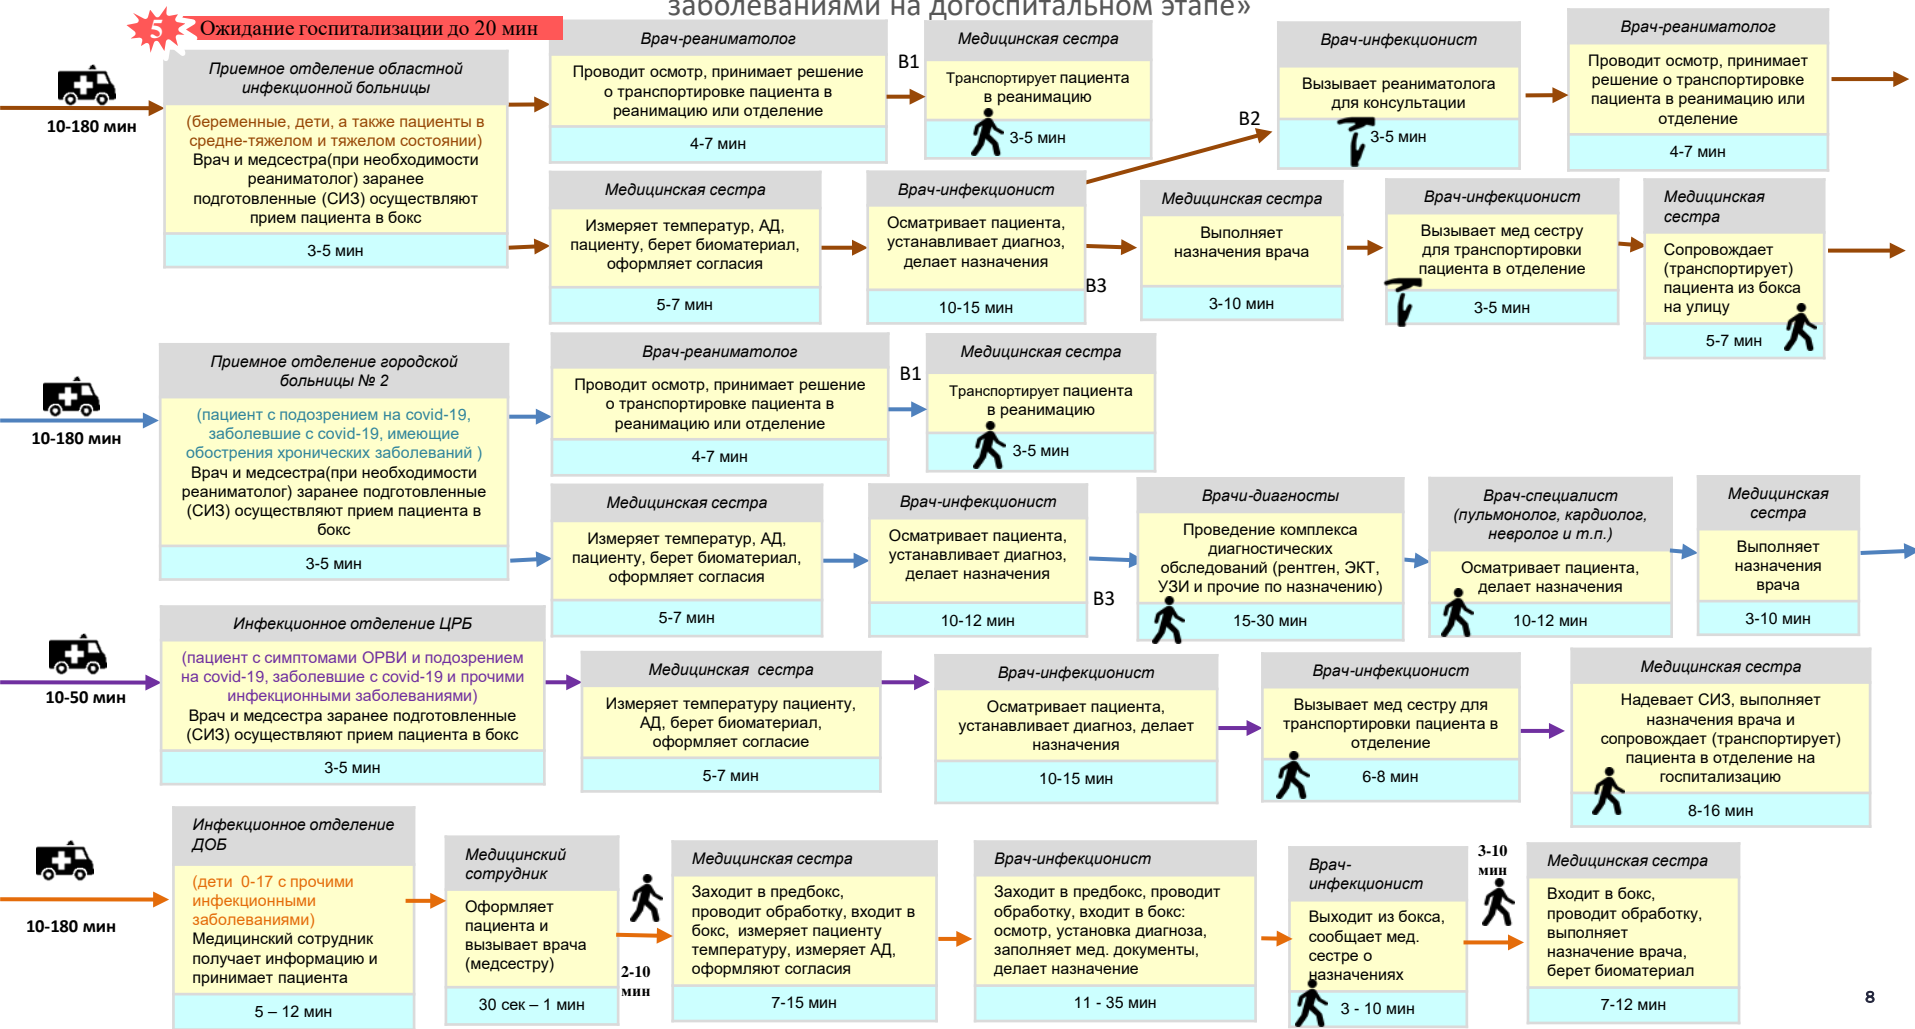 заболеваниями на догоспитальном этапе»
5
Ожидание госпитализации до 20 мин
10-180 мин
Приемное отделение областной
инфекционной больницы
(беременные, дети, а также пациенты в
средне-тяжелом и тяжелом состоянии)
Врач и медсестра(при необходимости
реаниматолог) заранее
подготовленные (СИЗ) осуществляют
прием пациента в бокс
3-5 мин
Врач-реаниматолог
Проводит осмотр, принимает решение
о транспортировке пациента в
реанимацию или отделение
4-7 мин
В1
Медицинская сестра
Транспортирует пациента
в реанимацию
3-5 мин
В2
Врач-инфекционист
Вызывает реаниматолога
для консультации
3-5 мин
Врач-реаниматолог
Проводит осмотр, принимает
решение о транспортировке
пациента в реанимацию или
отделение
4-7 мин
Медицинская сестра
Измеряет температур, АД,
пациенту, берет биоматериал,
оформляет согласия
5-7 мин
Врач-инфекционист
Осматривает пациента,
устанавливает диагноз,
делает назначения
10-15 мин
В3
Медицинская сестра
Выполняет
назначения врача
3-10 мин
Врач-инфекционист
Вызывает мед сестру
для транспортировки
пациента в отделение
3-5 мин
Медицинская
сестра
Сопровождает
(транспортирует)
пациента из бокса
на улицу
5-7 мин
10-180 мин
Приемное отделение городской
больницы № 2
(пациент с подозрением на covid-19,
заболевшие с covid-19, имеющие
обострения хронических заболеваний )
Врач и медсестра(при необходимости
реаниматолог) заранее подготовленные
(СИЗ) осуществляют прием пациента в
бокс
3-5 мин
Врач-реаниматолог
Проводит осмотр, принимает решение
о транспортировке пациента в
реанимацию или отделение
4-7 мин
В1
Медицинская сестра
Транспортирует пациента
в реанимацию
3-5 мин
Медицинская сестра
Измеряет температур, АД,
пациенту, берет биоматериал,
оформляет согласия
5-7 мин
Врач-инфекционист
Осматривает пациента,
устанавливает диагноз,
делает назначения
10-12 мин
В3
Врачи-диагносты
Проведение комплекса
диагностических
обследований (рентген, ЭКТ,
УЗИ и прочие по назначению)
15-30 мин
Врач-специалист
(пульмонолог, кардиолог,
невролог и т.п.)
Осматривает пациента,
делает назначения
10-12 мин
Медицинская
сестра
Выполняет
назначения
врача
3-10 мин
10-50 мин
Инфекционное отделение ЦРБ
(пациент с симптомами ОРВИ и подозрением
на covid-19, заболевшие с covid-19 и прочими
инфекционными заболеваниями)
Врач и медсестра заранее подготовленные
(СИЗ) осуществляют прием пациента в бокс
3-5 мин
Медицинская сестра
Измеряет температуру пациенту,
АД, берет биоматериал,
оформляет согласие
5-7 мин
Врач-инфекционист
Осматривает пациента,
устанавливает диагноз, делает
назначения
10-15 мин
Врач-инфекционист
Вызывает мед сестру для
транспортировки пациента в
отделение
6-8 мин
Медицинская сестра
Надевает СИЗ, выполняет
назначения врача и
сопровождает (транспортирует)
пациента в отделение на
госпитализацию
8-16 мин
10-180 мин
Инфекционное отделение
ДОБ
(дети 0-17 с прочими
инфекционными
заболеваниями)
Медицинский сотрудник
получает информацию и
принимает пациента
5 – 12 мин
Медицинский
сотрудник
Оформляет
пациента и
вызывает врача
(медсестру)
30 сек – 1 мин
2-10
мин
Медицинская сестра
Заходит в предбокс,
проводит обработку, входит в
бокс, измеряет пациенту
температуру, измеряет АД,
оформляют согласия
7-15 мин
Врач-инфекционист
Заходит в предбокс, проводит
обработку, входит в бокс:
осмотр, установка диагноза,
заполняет мед. документы,
делает назначение
11 - 35 мин
Врач-
инфекционист
Выходит из бокса,
сообщает мед.
сестре о
назначениях
3 - 10 мин
3-10
мин
Медицинская сестра
Входит в бокс,
проводит обработку,
выполняет
назначение врача,
берет биоматериал
7-12 мин
8